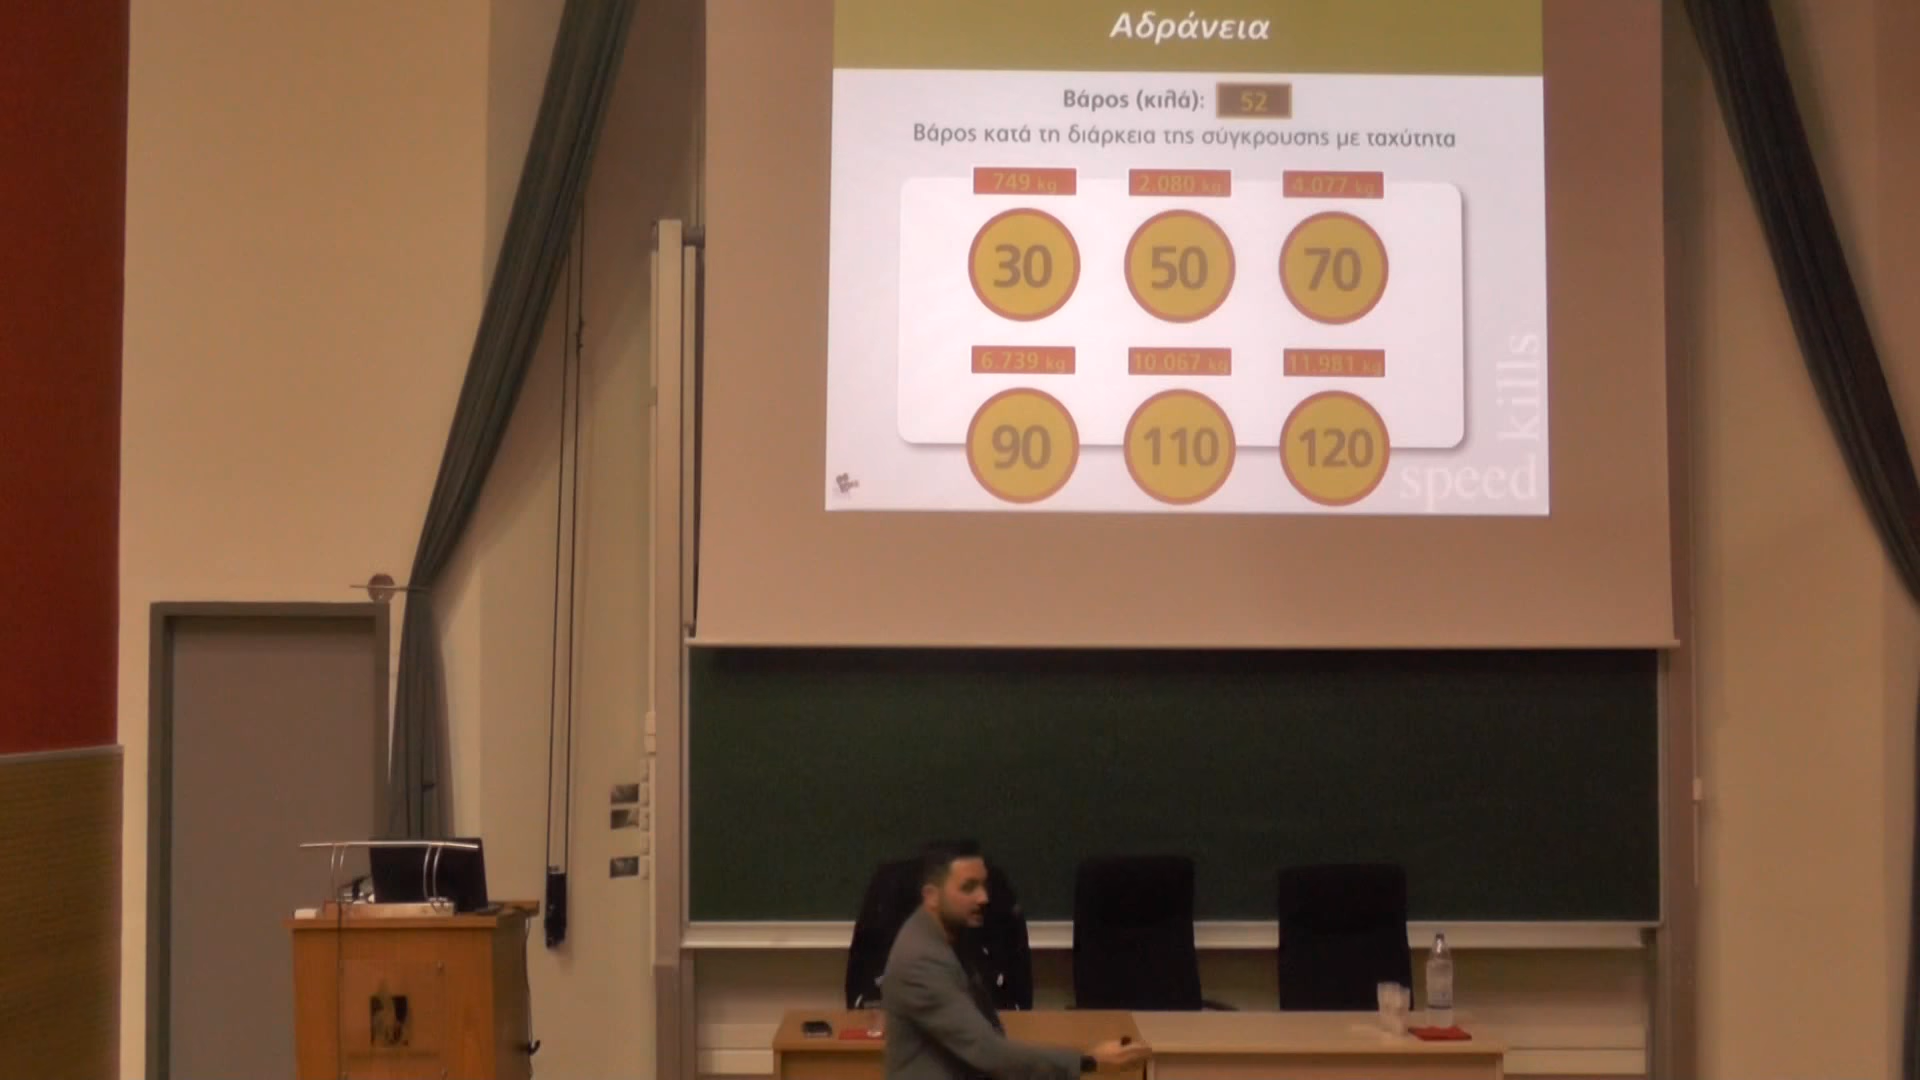 Αδράνεια
Βάρος (κιλά): 52
Βάρος κατά τη διάρκεια της σύγκρουσης με ταχύτητα
749 kg 2.080 kg 4.077 kg
30 50 70
6.739 kg 10.067 kg 11.981 kg
90 110 120
speed kills